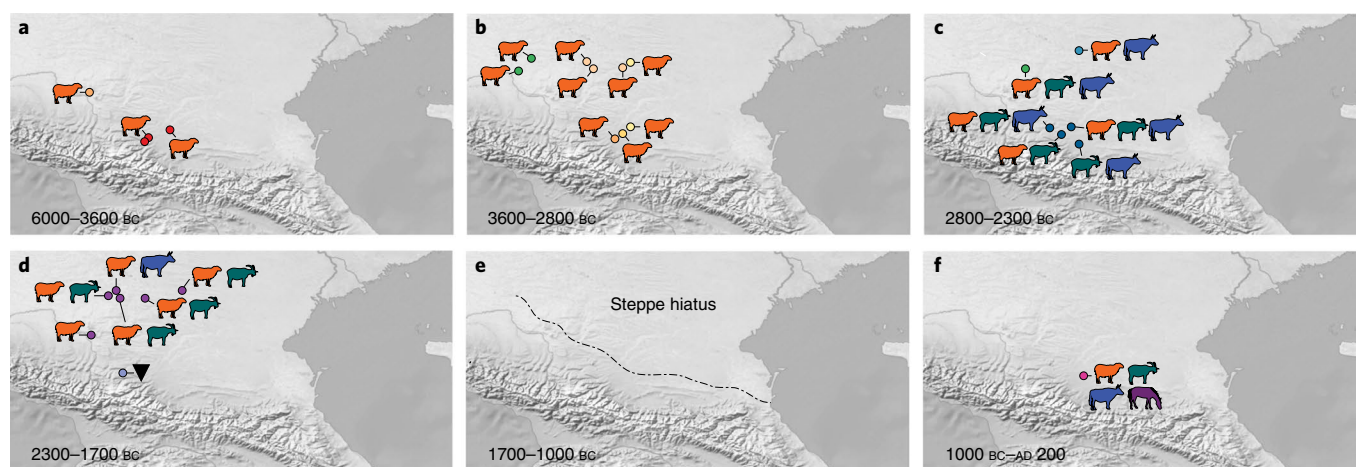 a
6000–3600 BC
b
3600–2800 BC
c
2800–2300 BC
d
2300–1700 BC
e
Steppe hiatus
1700–1000 BC
f
1000 BC–AD 200